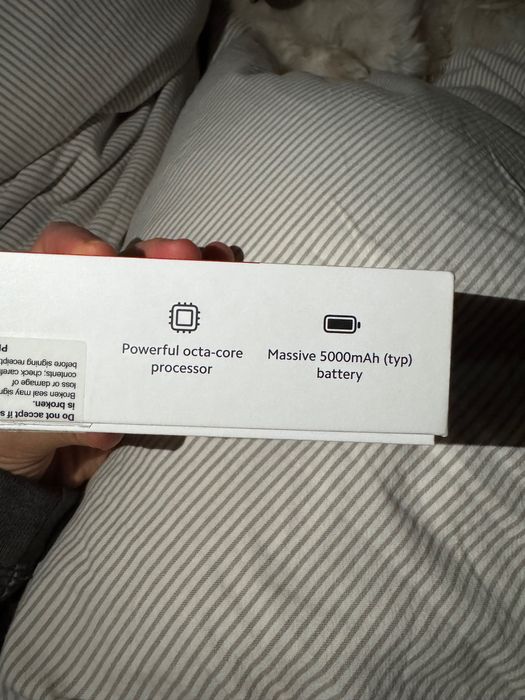 Powerful octa-core
processor
Massive 5000mAh (typ)
battery
Do not accept if s
is broken.
Broken seal may sign
loss or damage of
contents; check caref
before signing receipt